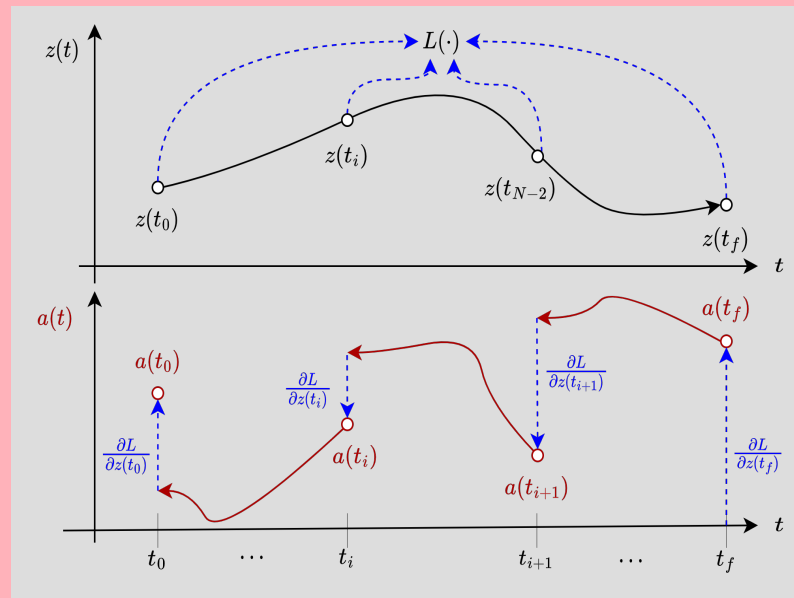 z(t)
L(·)
z(t_i)
z(t_{N-2})
z(t_0)
z(t_f)
t
a(t)
a(t_f)
a(t_0)
∂L/∂z(t_i)
∂L/∂z(t_{i+1})
∂L/∂z(t_0)
a(t_i)
∂L/∂z(t_f)
a(t_{i+1})
t
t_0 ··· t_i t_{i+1} ··· t_f